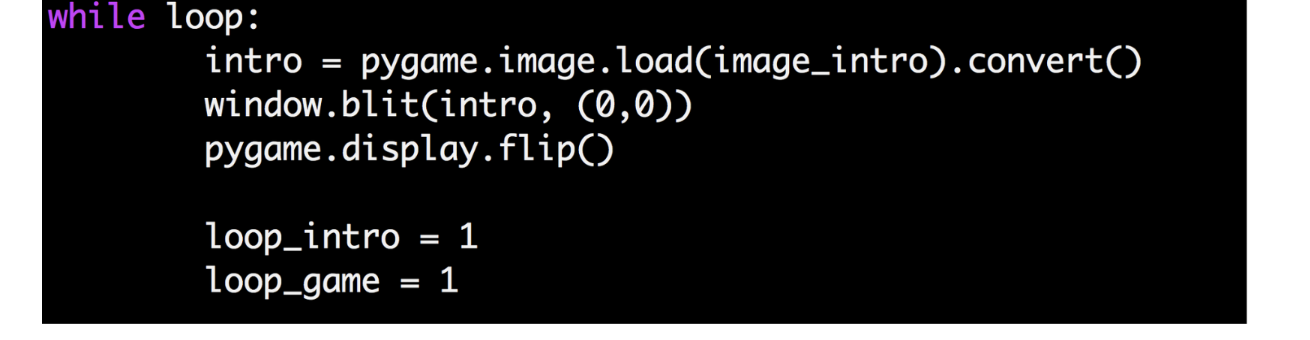 while loop:
        intro = pygame.image.load(image_intro).convert()
        window.blit(intro, (0,0))
        pygame.display.flip()

        loop_intro = 1
        loop_game = 1